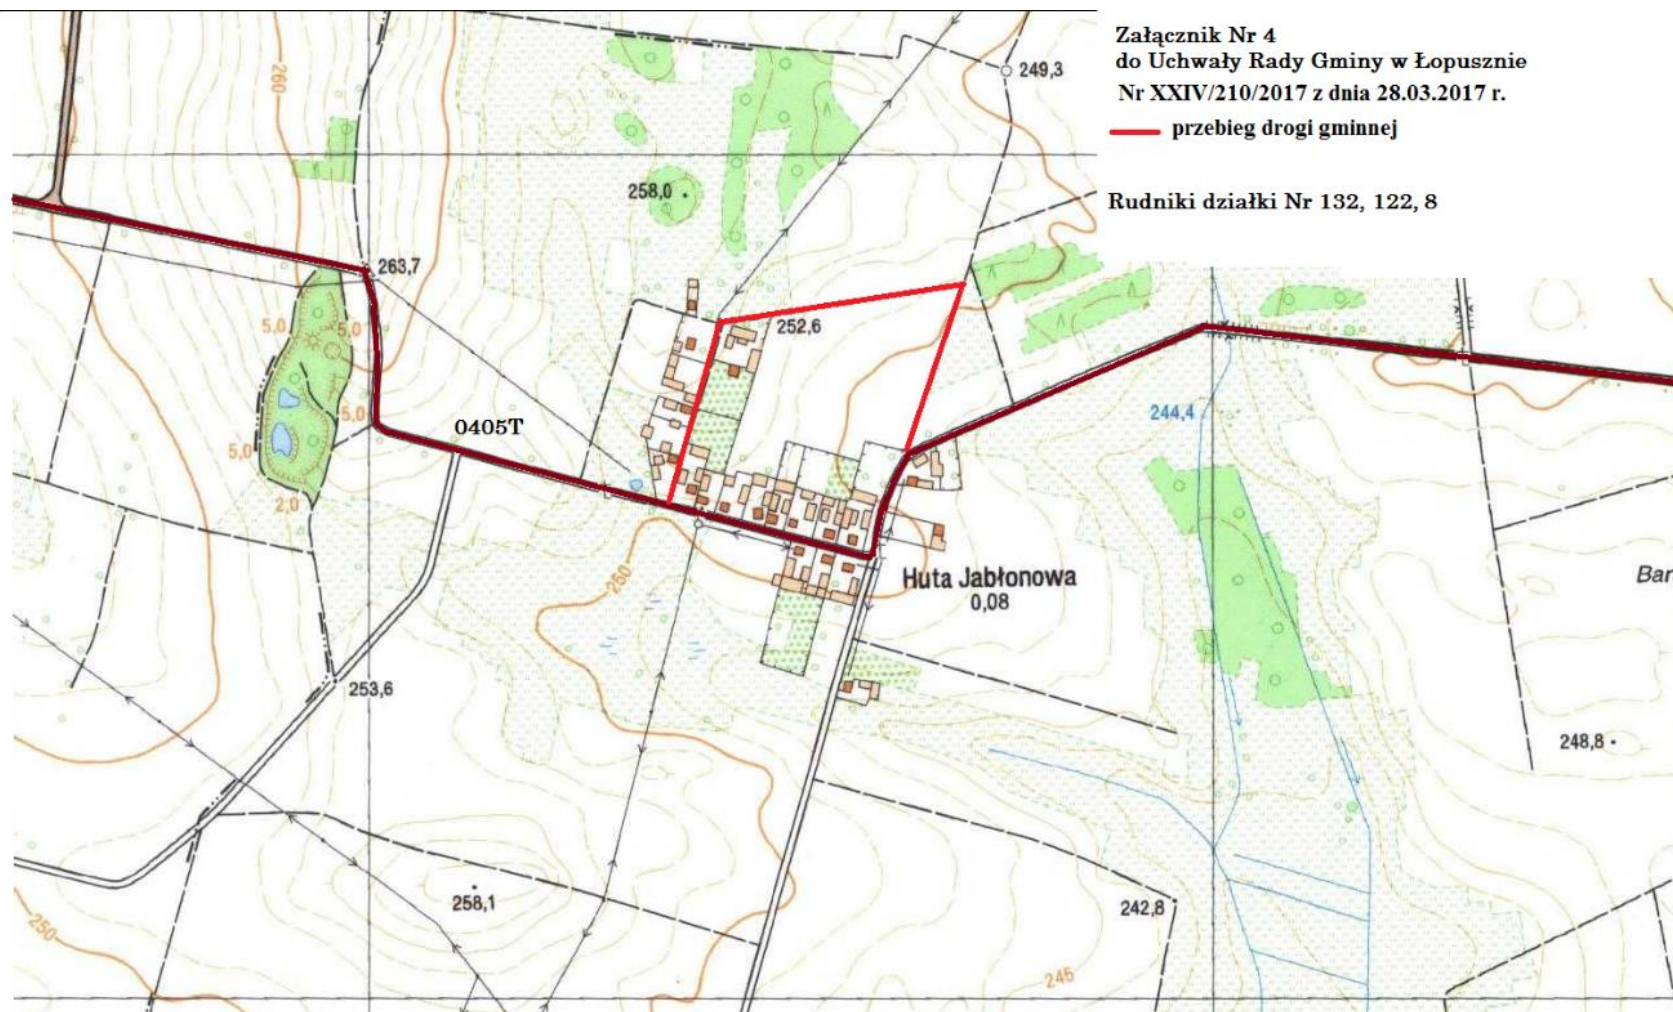 Załącznik Nr 4
do Uchwały Rady Gminy w Łopusznie
Nr XXIV/210/2017 z dnia 28.03.2017 r.
przebieg drogi gminnej
Rudniki działki Nr 132, 122, 8
260
249,3
258,0
263,7
5.0
5.0
252,6
5.0
0405T
244,4
5,0
2,0
250
Huta Jabłonowa
0,08
Bar
253,6
248,8
258,1
242,8
250
245